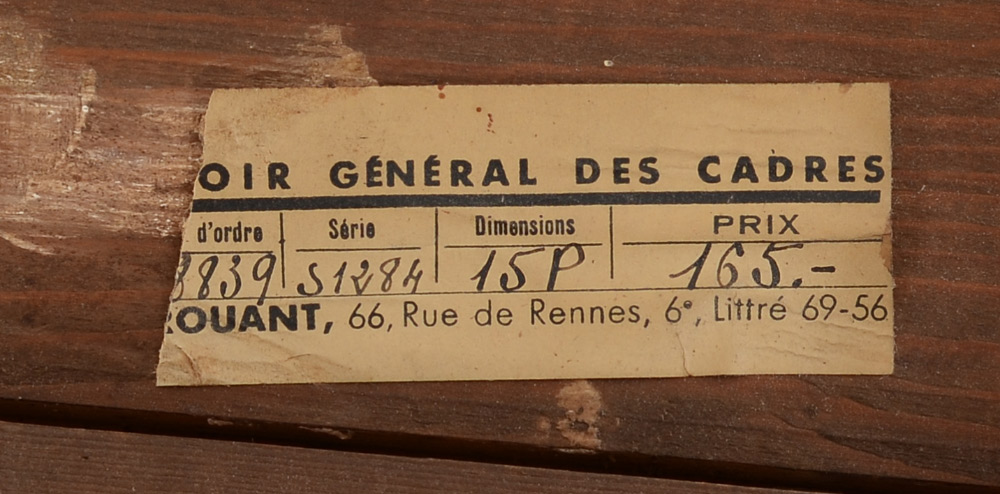 OIR GÉNÉRAL DES CADRES
d'ordre Série Dimensions PRIX
3839 S1284 15P 165.-
ROUANT, 66, Rue de Rennes, 6e, Littré 69-56